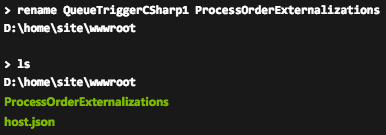 > rename QueueTriggerCSharp1 ProcessOrderExternalizations
D:\home\site\wwwroot
> ls
D:\home\site\wwwroot
ProcessOrderExternalizations
host.json